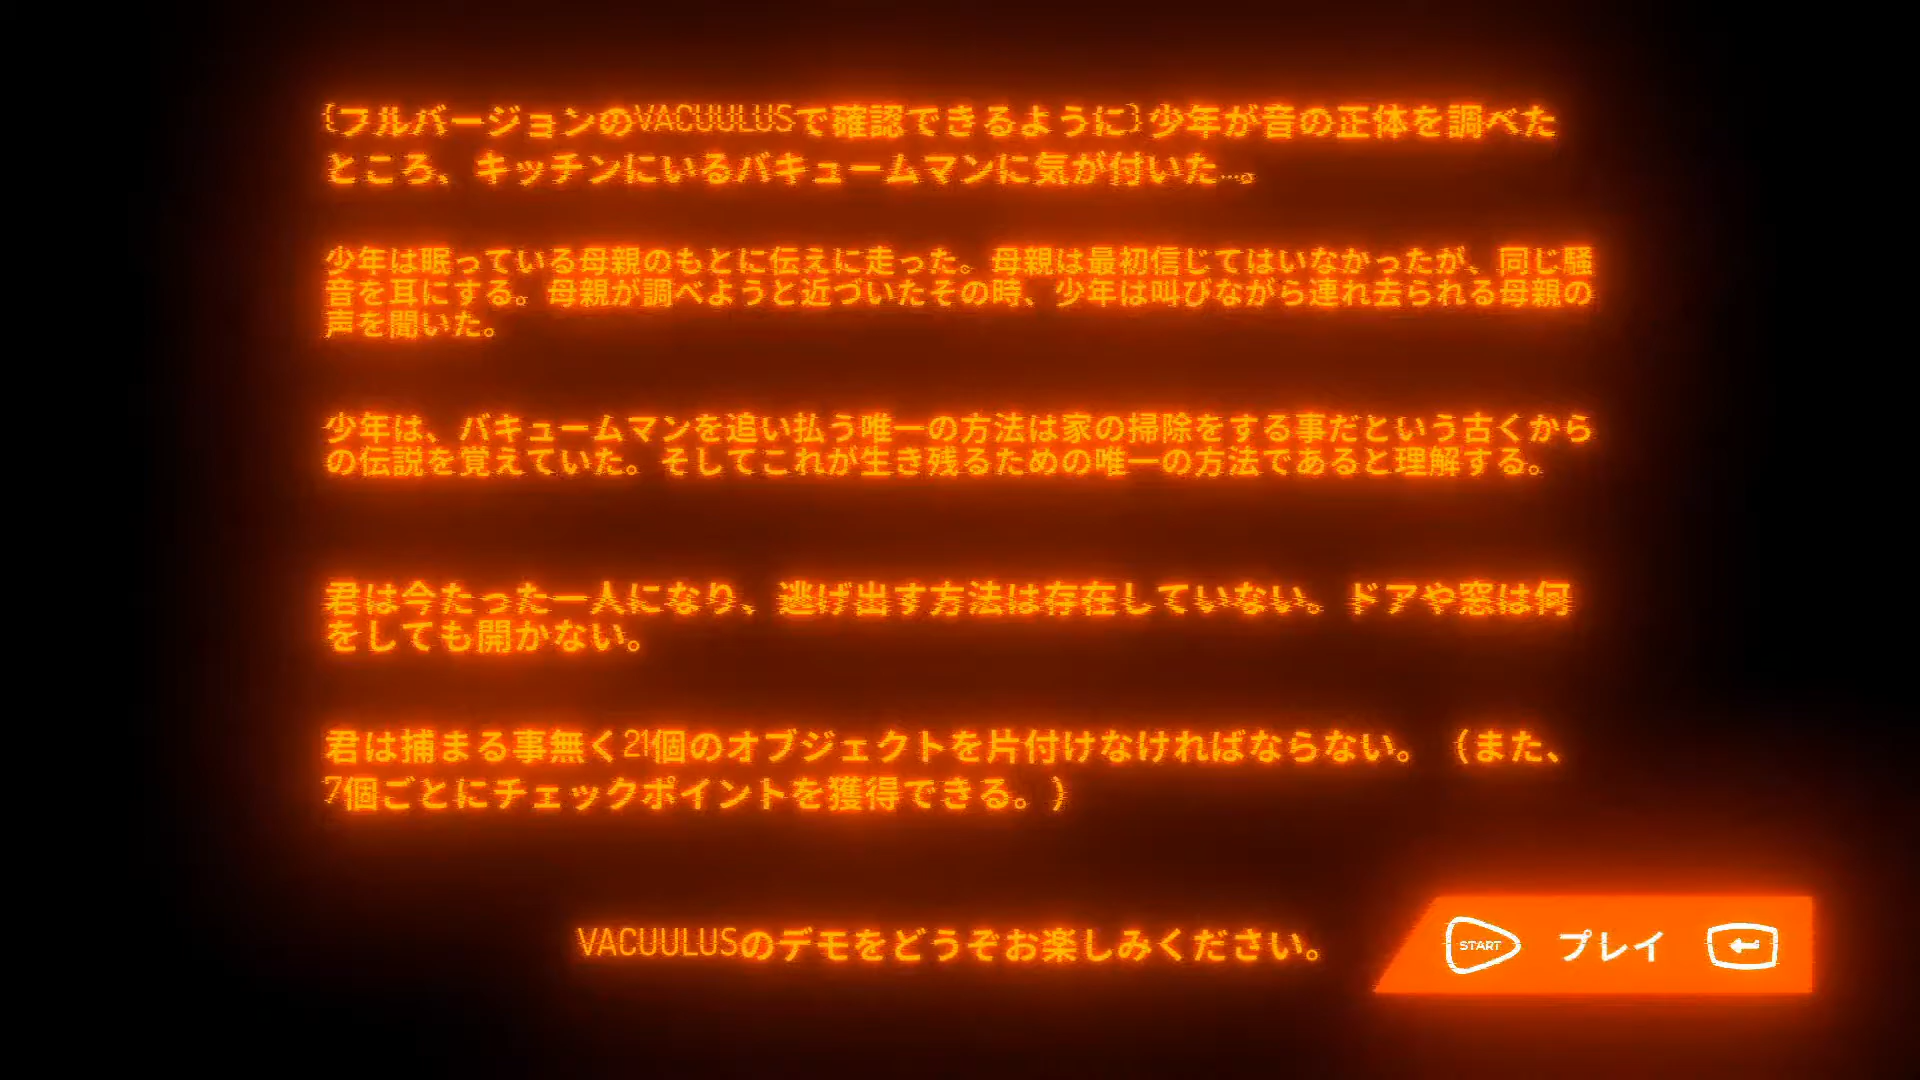 (フルバージョンのVACUULUSで確認できるように)少年が音の正体を調べた
ところ、キッチンにいるバキュームマンに気が付いた…。
少年は眠っている母親のもとに伝えに走った。母親は最初信じてはいなかったが、同じ騒
音を耳にする。母親が調べようと近づいたその時、少年は叫びながら連れ去られる母親の
声を聞いた。
少年は、バキュームマンを追い払う唯一の方法は家の掃除をする事だという古くから
の伝説を覚えていた。そしてこれが生き残るための唯一の方法であると理解する。
君は今たった一人になり、逃げ出す方法は存在していない。ドアや窓は何
をしても開かない。
君は捕まる事無く21個のオブジェクトを片付けなければならない。（また、
7個ごとにチェックポイントを獲得できる。）
VACUULUSのデモをどうぞお楽しみください。
START プレイ